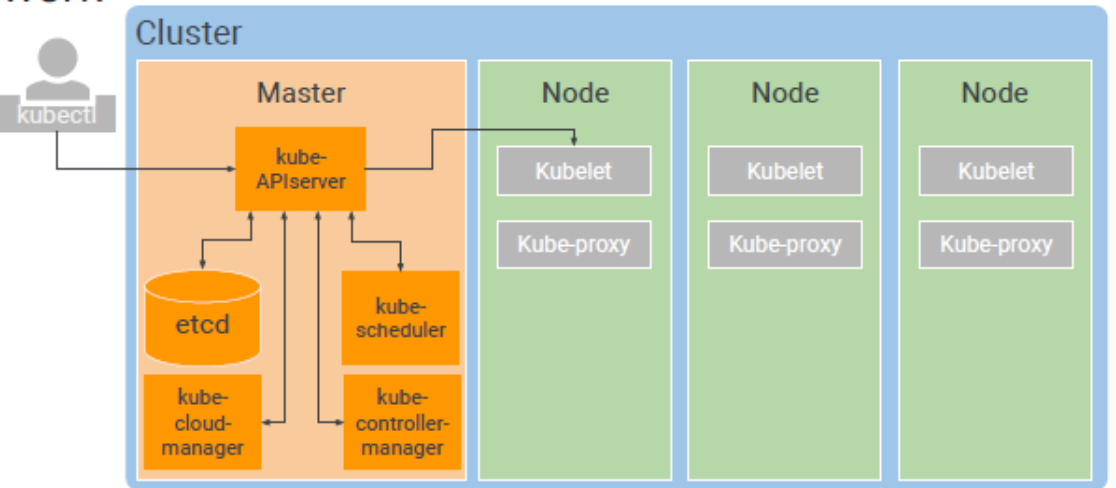 Cluster
kubectl
Master
kube-
APIserver
etcd
kube-
scheduler
kube-
cloud-
manager
kube-
controller-
manager
Node
Kubelet
Kube-proxy
Node
Kubelet
Kube-proxy
Node
Kubelet
Kube-proxy